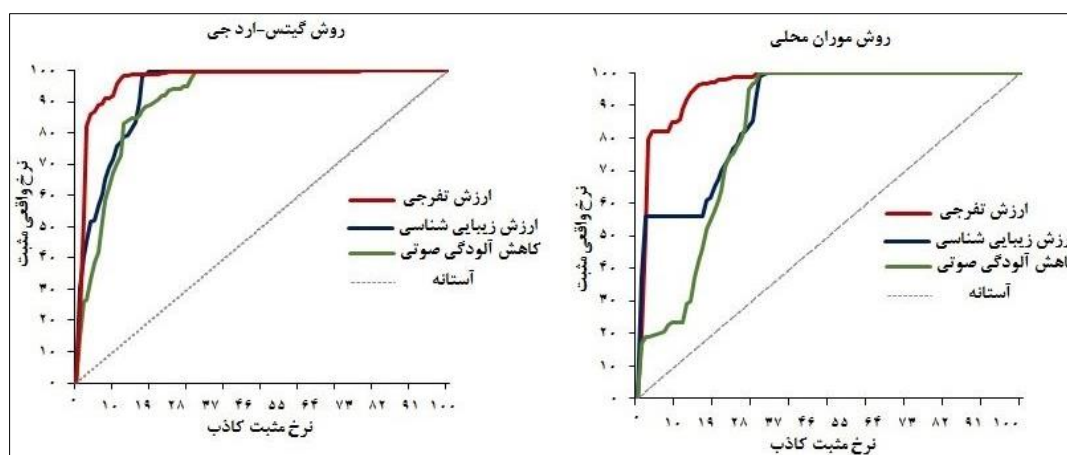 روش گیتس-ارد جی
۱۰۰
۹۰
۸۰
۷۰
۶۰
۵۰
۴۰
۳۰
۲۰
۱۰
۰
نرخ واقعی مثبت
ارزش تفرجی
ارزش زیبایی شناسی
کاهش آلودگی صوتی
آستانه
۰ ۱۰ ۱۹ ۲۸ ۳۷ ۴۶ ۵۵ ۶۴ ۷۳ ۸۲ ۹۱ ۱۰۰
نرخ مثبت کاذب
روش موران محلی
۱۰۰
۹۰
۸۰
۷۰
۶۰
۵۰
۴۰
۳۰
۲۰
۱۰
۰
نرخ واقعی مثبت
ارزش تفرجی
ارزش زیبایی شناسی
کاهش آلودگی صوتی
آستانه
۰ ۱۰ ۱۹ ۲۸ ۳۷ ۴۶ ۵۵ ۶۴ ۷۳ ۸۲ ۹۱ ۱۰۰
نرخ مثبت کاذب